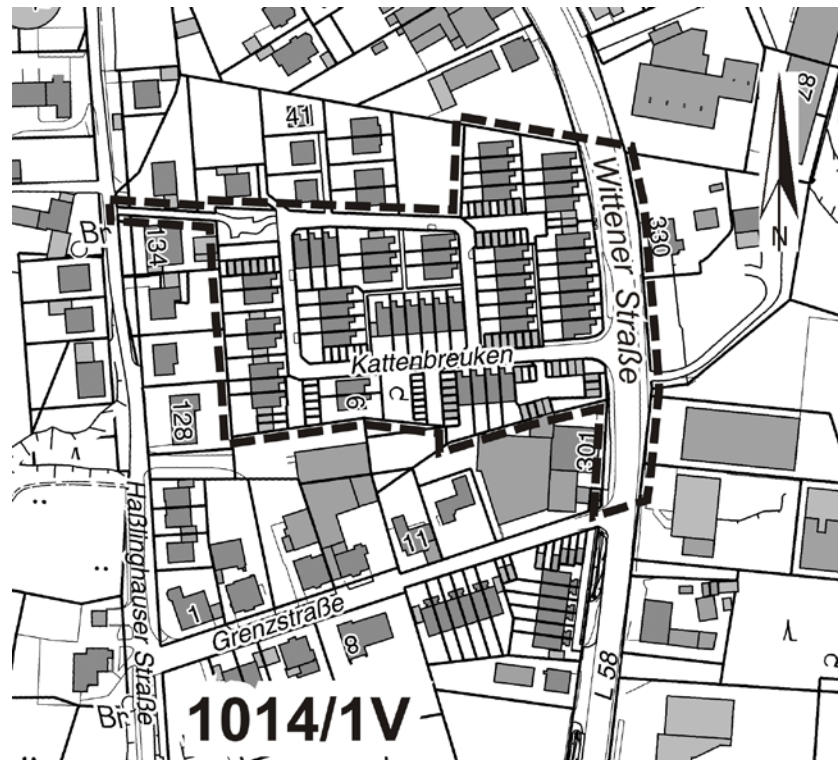 87
41
Wittener Straße
330
Br
134
N
Kattenbreuken
6
128
103
Haßlinghauser Straße
11
1
Grenzstraße
8
L 58
1014/1V
Br